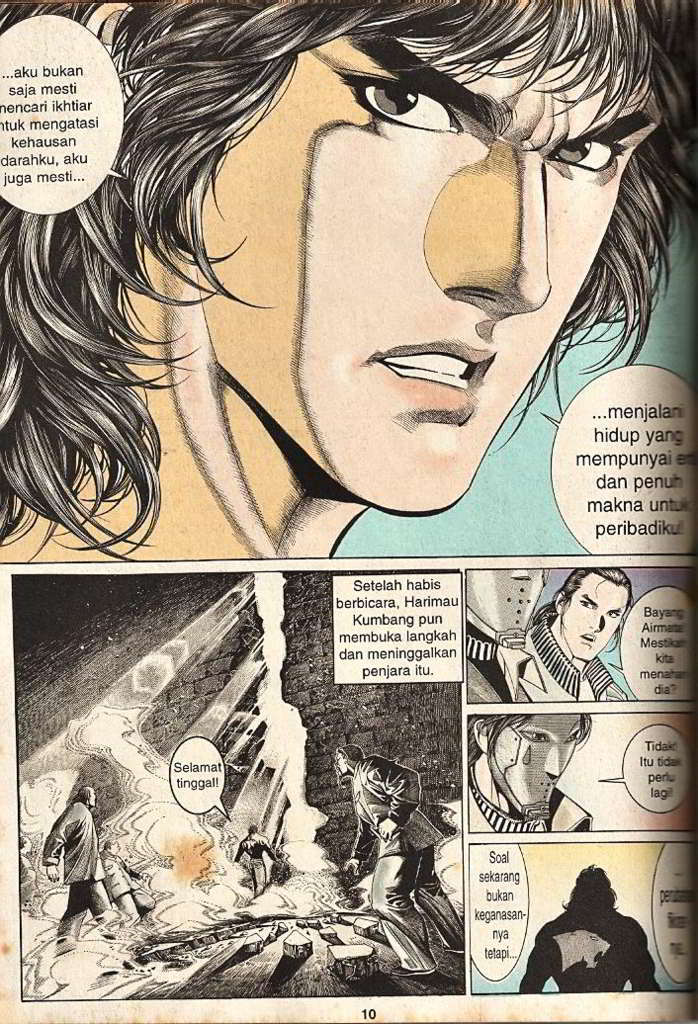 ...aku bukan
saja mesti
mencari ikhtiar
untuk mengatasi
kehausan
darahku, aku
juga mesti...
...menjalani
hidup yang
mempunyai
dan penuh
makna untuk
peribadiku!
Setelah habis
berbicara, Harimau
Kumbang pun
membuka langkah
dan meninggalkan
penjara itu.
Selamat
tinggal!
Bayang
Airmata!
Mestikah
kita
menahan
dia?
Tidak!
Itu tidak
perlu
lagi!
Soal
sekarang
bukan
keganasan-
nya
tetapi...
...
nya!
10